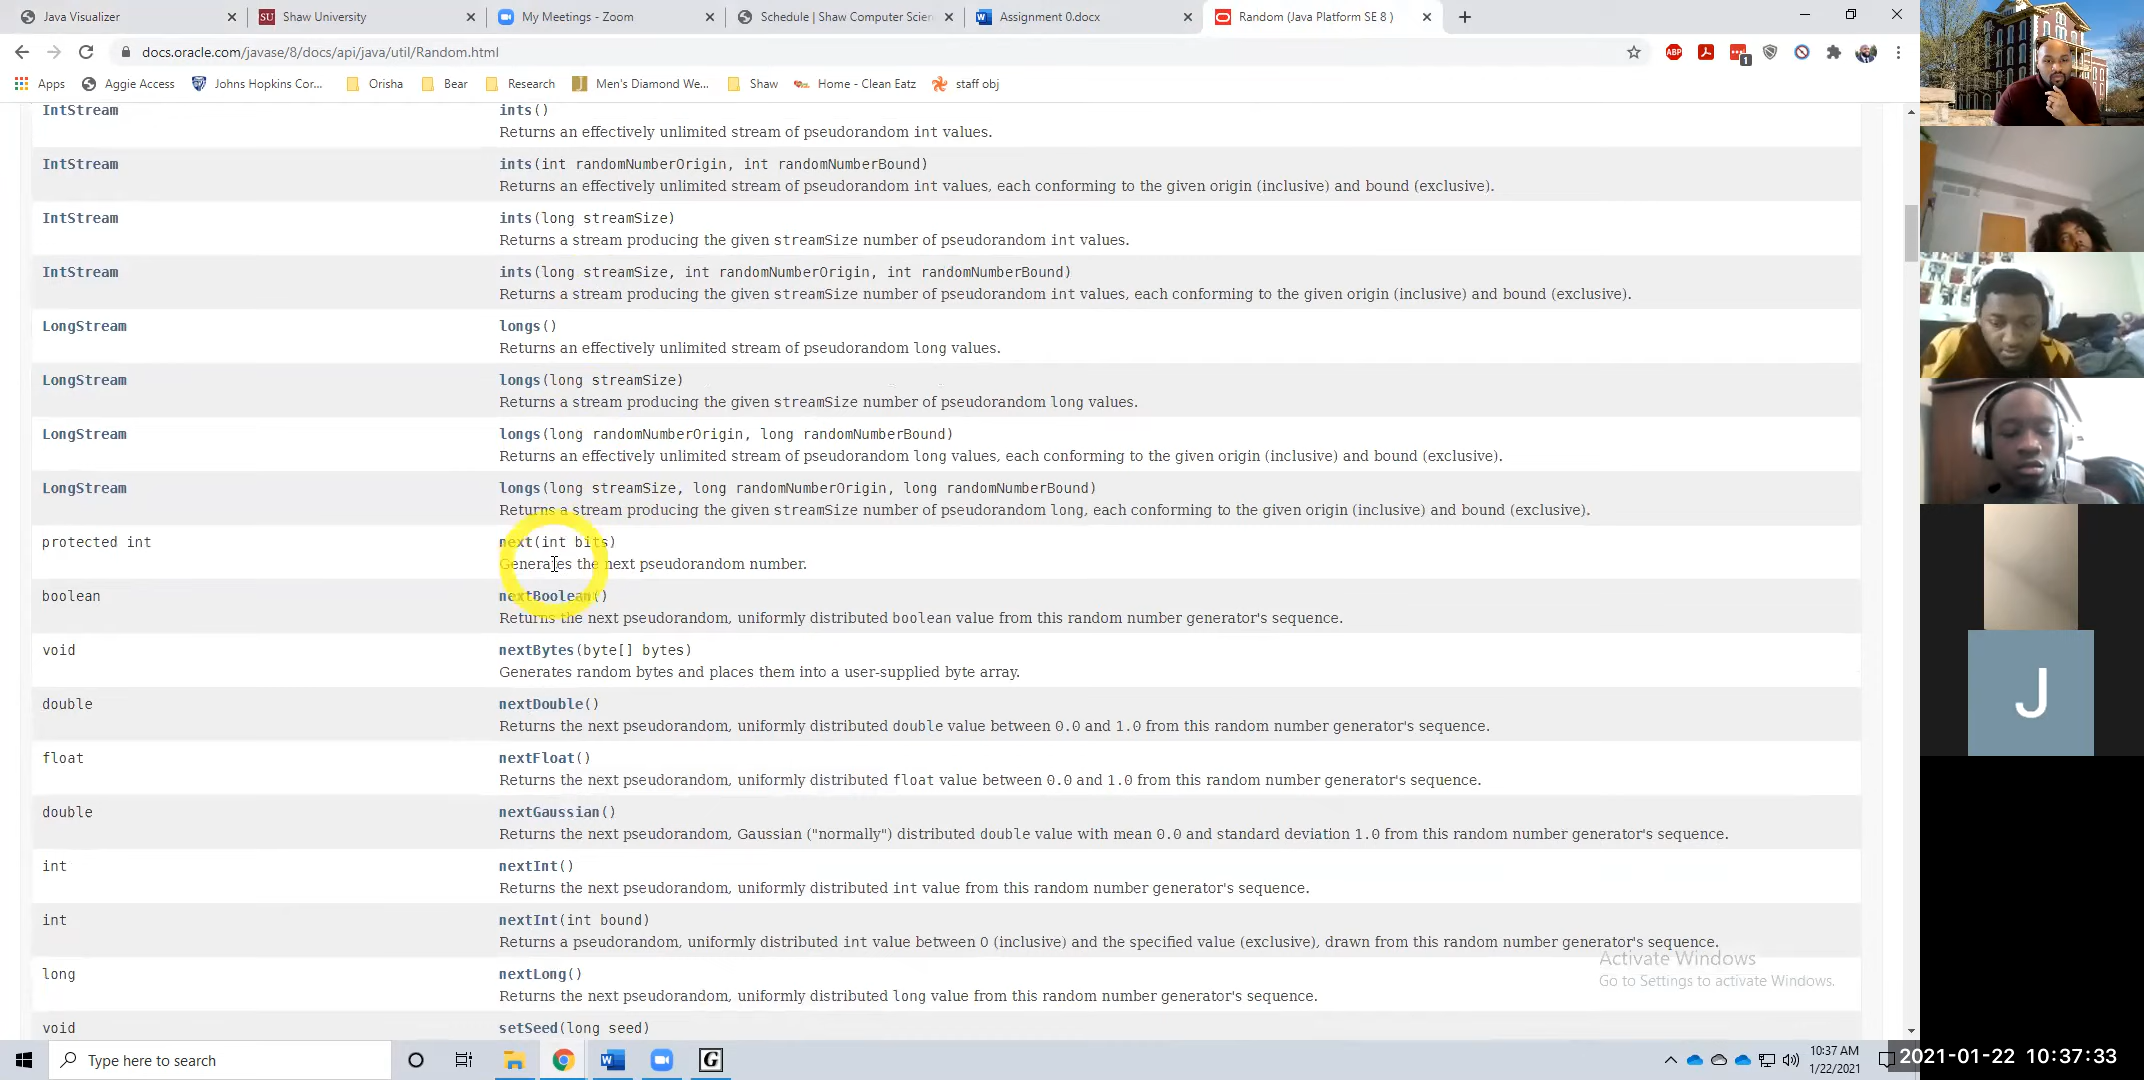 Java Visualizer
Shaw University
My Meetings - Zoom
Schedule | Shaw Computer Scien
Assignment 0.docx
Random (Java Platform SE 8 )
docs.oracle.com/javase/8/docs/api/java/util/Random.html
ABP
1
Apps
Aggie Access
Johns Hopkins Cor...
Orisha
Bear
Research
Men's Diamond We...
Shaw
Home - Clean Eatz
staff obj
IntStream ints()
Returns an effectively unlimited stream of pseudorandom int values.
IntStream ints(int randomNumberOrigin, int randomNumberBound)
Returns an effectively unlimited stream of pseudorandom int values, each conforming to the given origin (inclusive) and bound (exclusive).
IntStream ints(long streamSize)
Returns a stream producing the given streamSize number of pseudorandom int values.
IntStream ints(long streamSize, int randomNumberOrigin, int randomNumberBound)
Returns a stream producing the given streamSize number of pseudorandom int values, each conforming to the given origin (inclusive) and bound (exclusive).
LongStream longs()
Returns an effectively unlimited stream of pseudorandom long values.
LongStream longs(long streamSize)
Returns a stream producing the given streamSize number of pseudorandom long values.
LongStream longs(long randomNumberOrigin, long randomNumberBound)
Returns an effectively unlimited stream of pseudorandom long values, each conforming to the given origin (inclusive) and bound (exclusive).
LongStream longs(long streamSize, long randomNumberOrigin, long randomNumberBound)
Returns a stream producing the given streamSize number of pseudorandom long, each conforming to the given origin (inclusive) and bound (exclusive).
protected int next(int bits)
Generates the next pseudorandom number.
boolean nextBoolean()
Returns the next pseudorandom, uniformly distributed boolean value from this random number generator's sequence.
void nextBytes(byte[] bytes)
Generates random bytes and places them into a user-supplied byte array.
double nextDouble()
Returns the next pseudorandom, uniformly distributed double value between 0.0 and 1.0 from this random number generator's sequence.
float nextFloat()
Returns the next pseudorandom, uniformly distributed float value between 0.0 and 1.0 from this random number generator's sequence.
double nextGaussian()
Returns the next pseudorandom, Gaussian ("normally") distributed double value with mean 0.0 and standard deviation 1.0 from this random number generator's sequence.
int nextInt()
Returns the next pseudorandom, uniformly distributed int value from this random number generator's sequence.
int nextInt(int bound)
Returns a pseudorandom, uniformly distributed int value between 0 (inclusive) and the specified value (exclusive), drawn from this random number generator's sequence.
long nextLong()
Returns the next pseudorandom, uniformly distributed long value from this random number generator's sequence.
void setSeed(long seed)
Activate Windows
Go to Settings to activate Windows.
J
Type here to search
10:37 AM
1/22/2021
2021-01-22 10:37:33